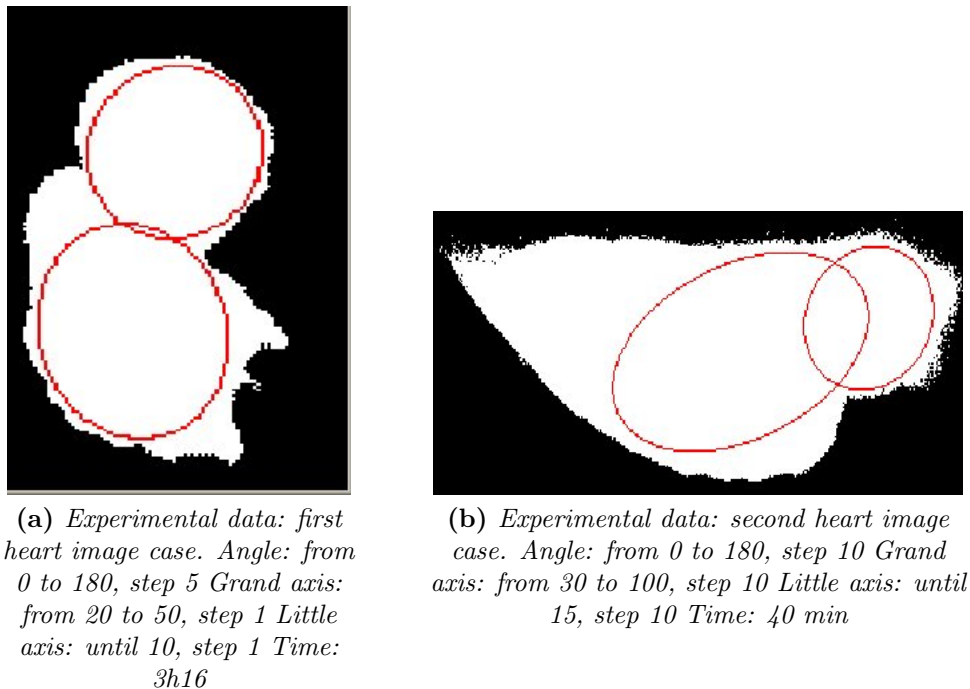 (a) Experimental data: first
heart image case. Angle: from
0 to 180, step 5 Grand axis:
from 20 to 50, step 1 Little
axis: until 10, step 1 Time:
3h16
(b) Experimental data: second heart image
case. Angle: from 0 to 180, step 10 Grand
axis: from 30 to 100, step 10 Little axis: until
15, step 10 Time: 40 min